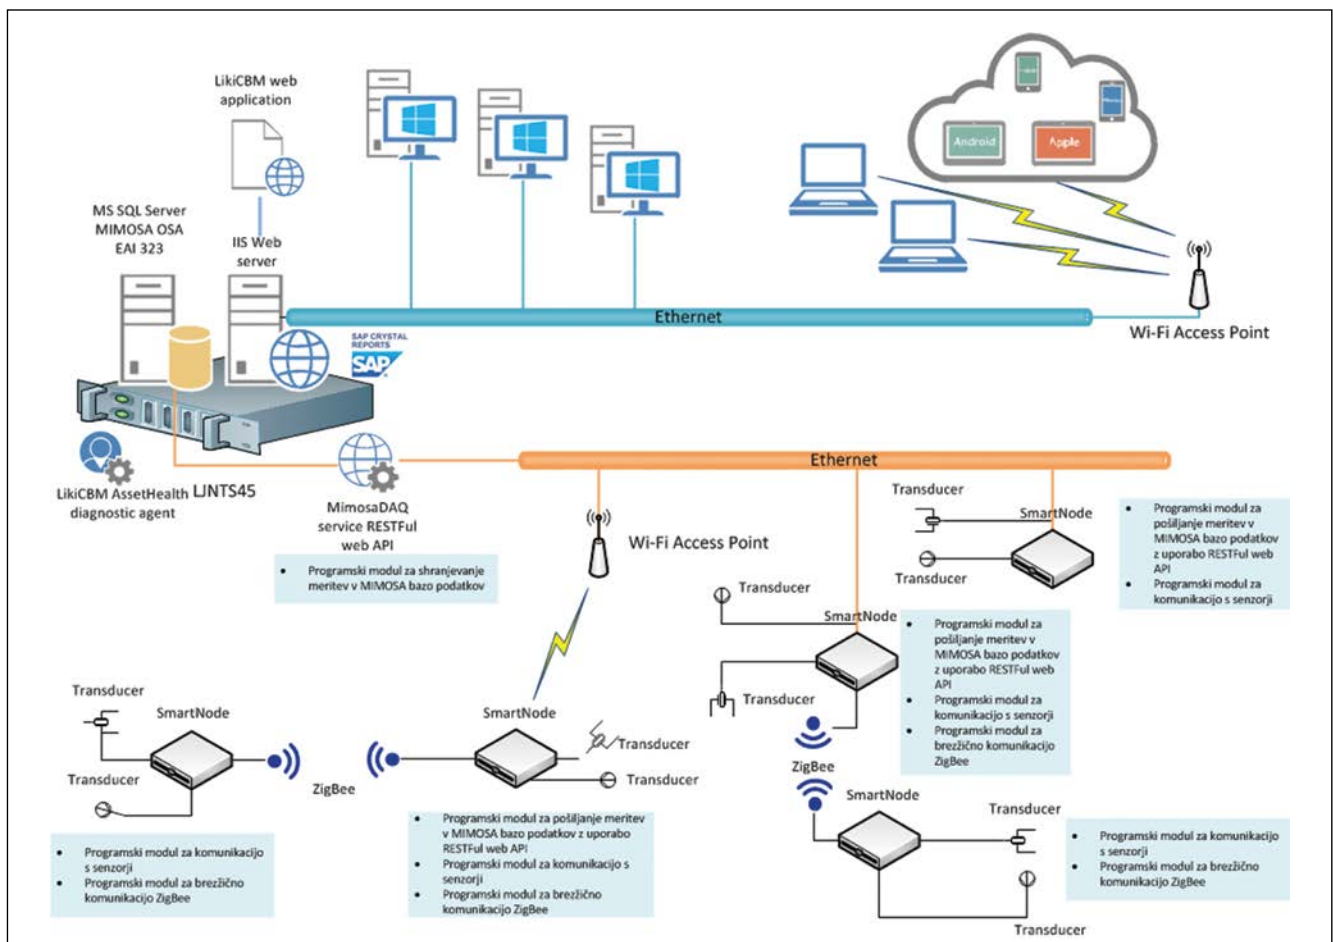 LikiCBM web
application
MS SQL Server
MIMOSA OSA
EAI 323
IIS Web
server
Android
Apple
Ethernet
Wi-Fi Access Point
SAP CRYSTAL
REPORTS
SAP
LikiCBM AssetHealth
diagnostic agent
LJNTS45
MimosaDAQ
service RESTFul
web API
• Programski modul za shranjevanje
meritev v MIMOSA bazo podatkov
Ethernet
Wi-Fi Access Point
Transducer
SmartNode
Transducer
• Programski modul za
pošiljanje meritev v
MIMOSA bazo podatkov
z uporabo RESTFul web
API
• Programski modul za
komunikacijo s senzorji
Transducer
SmartNode
Transducer
• Programski modul za
pošiljanje meritev v
MIMOSA bazo podatkov
z uporabo RESTFul web
API
• Programski modul za
komunikacijo s senzorji
• Programski modul za
brezžično komunikacijo
ZigBee
Transducer
SmartNode
Transducer
• Programski modul za komunikacijo
s senzorji
• Programski modul za brezžično
komunikacijo ZigBee
ZigBee
SmartNode
Transducer
Transducer
• Programski modul za pošiljanje meritev
v MIMOSA bazo podatkov z uporabo
RESTFul web API
• Programski modul za komunikacijo s
senzorji
• Programski modul za brezžično
komunikacijo ZigBee
ZigBee
SmartNode
Transducer
Transducer
• Programski modul za komunikacijo
s senzorji
• Programski modul za brezžično
komunikacijo ZigBee